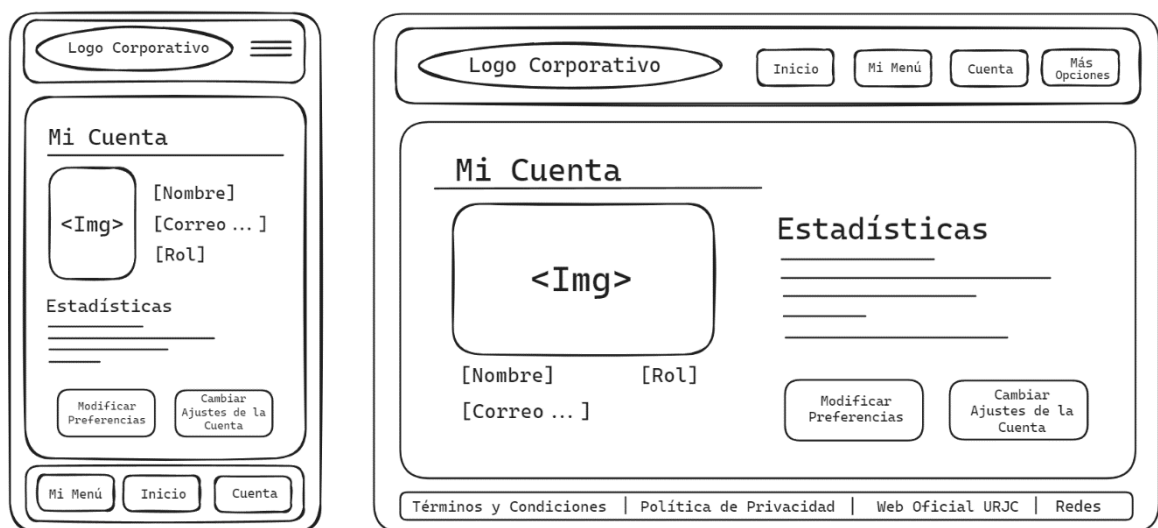 Logo Corporativo
Mi Cuenta
<Img>
[Nombre]
[Correo ... ]
[Rol]
Estadísticas
Modificar
Preferencias
Cambiar
Ajustes de la
Cuenta
Mi Menú
Inicio
Cuenta
Logo Corporativo
Inicio
Mi Menú
Cuenta
Más
Opciones
Mi Cuenta
<Img>
[Nombre]
[Rol]
[Correo ... ]
Estadísticas
Modificar
Preferencias
Cambiar
Ajustes de la
Cuenta
Términos y Condiciones | Política de Privacidad | Web Oficial URJC | Redes